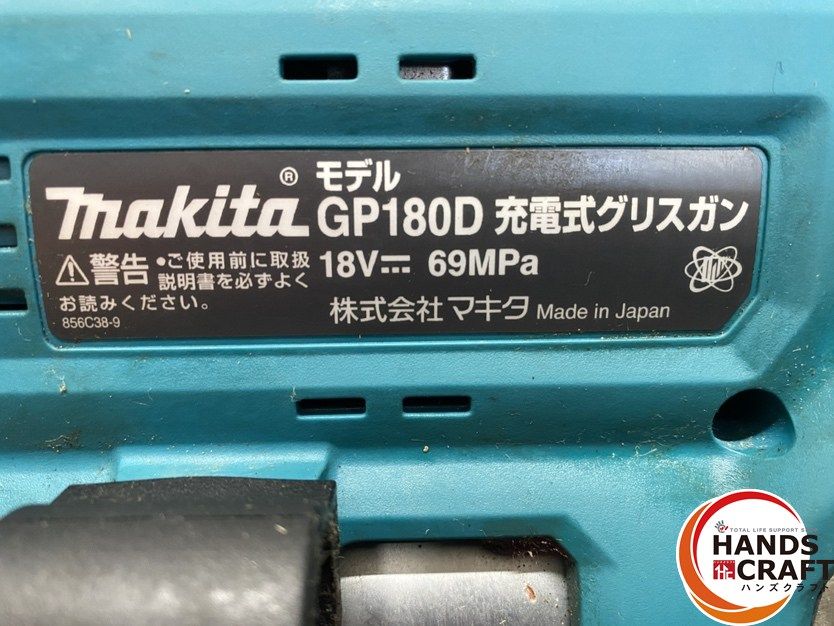 makita® モデル
GP180D 充電式グリスガン
18V 69MPa
⚠警告 •ご使用前に取扱
説明書を必ずよく
お読みください。
856C38-9
株式会社マキタ Made in Japan
TOTAL LIFE SUPPORT
HANDS
CRAFT
ハンズクラフト